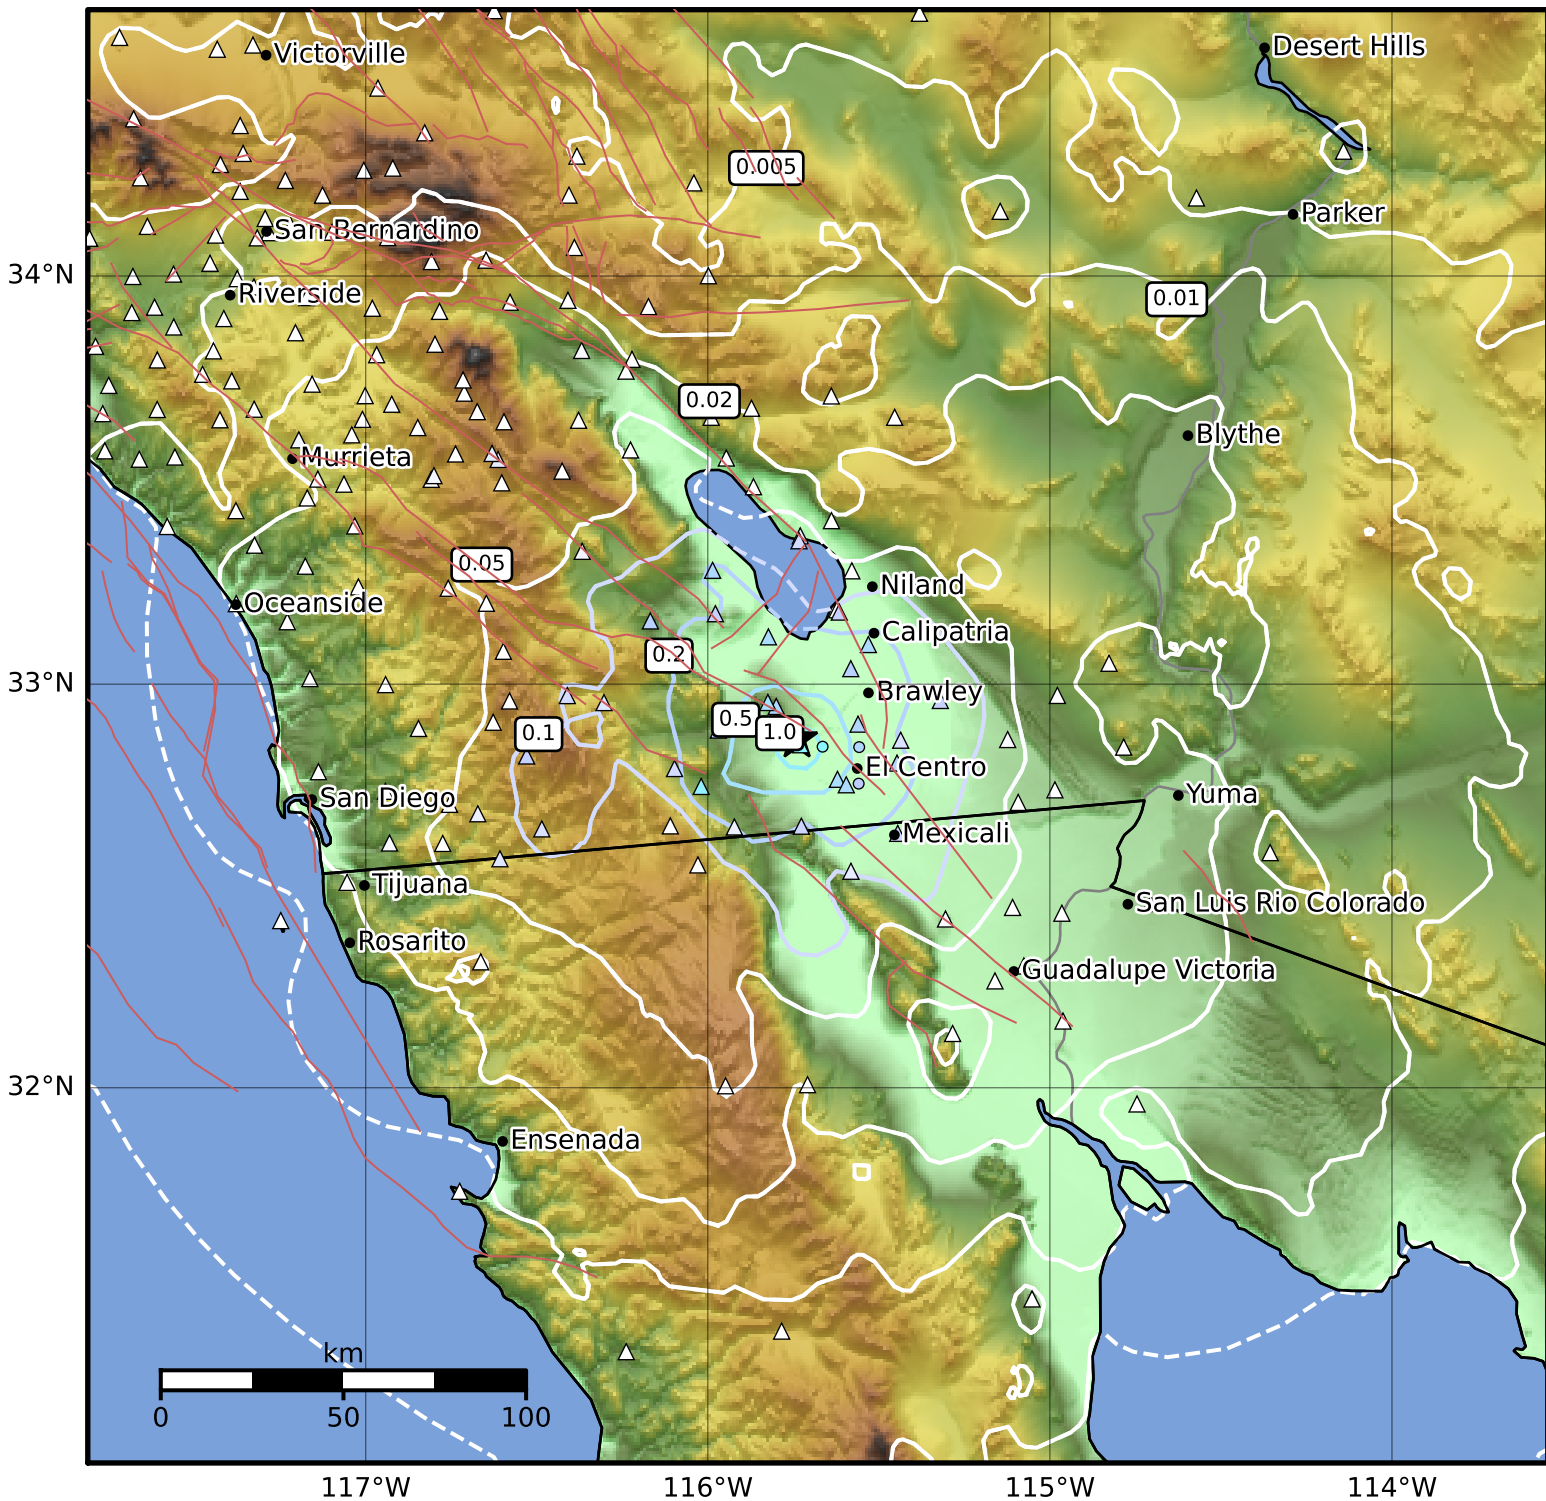 Desert Hills
Victorville
0.005
Parker
San Bernardino
34°N
Riverside
0.01
0.02
Blythe
Murrieta
0.05
Niland
Oceanside
Calipatria
0.2
33°N
Brawley
0.5
1.0
0.1
El Centro
San Diego
Yuma
Mexicali
Tijuana
San Luis Rio Colorado
Rosarito
Guadalupe Victoria
32°N
Ensenada
km
0 50 100
117°W 116°W 115°W 114°W